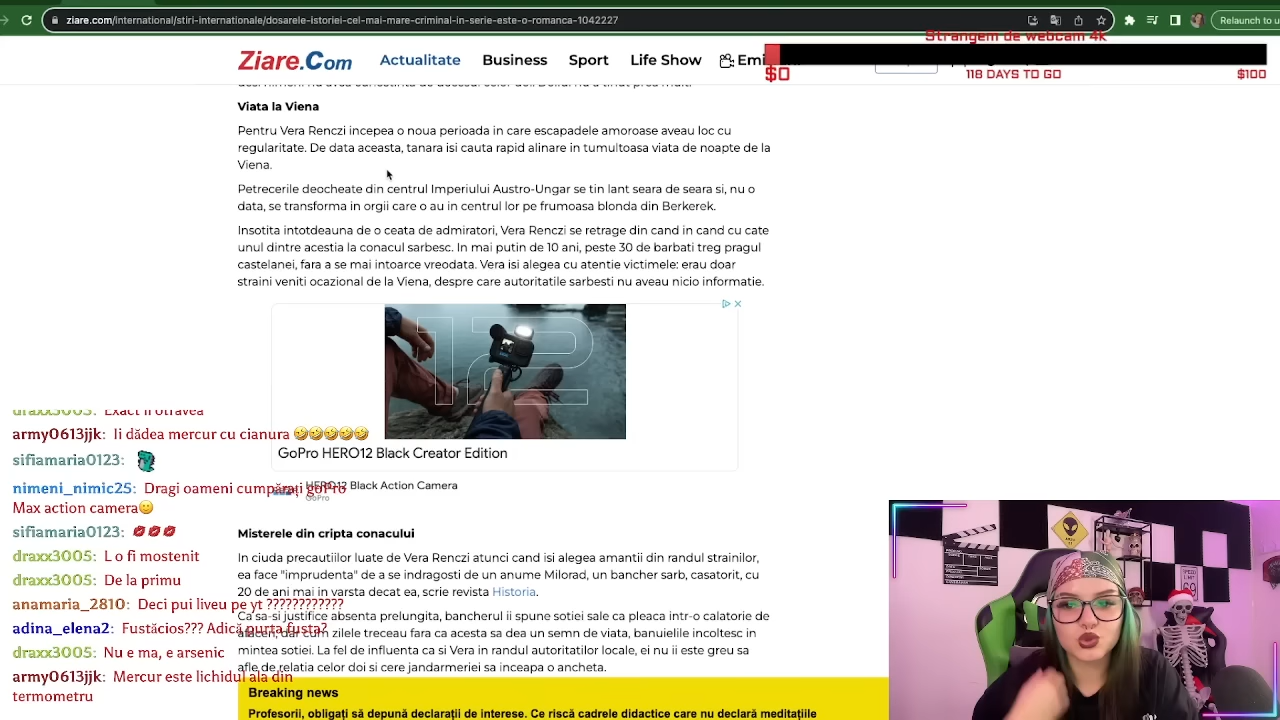 ziare.com/international/stiri-internationale/dosarele-istoriei-cel-mai-mare-criminal-in-serie-este-o-romanca-1042227
Relaunch to u
Strangem de webcam 4k
$0
118 DAYS TO GO
$100
Ziare.Com
Actualitate
Business
Sport
Life Show
Viata la Viena
Pentru Vera Renczi incepea o noua perioada in care escapadele amoroase aveau loc cu
regularitate. De data aceasta, tanara isi cauta rapid alinare in tumultoasa viata de noapte de la
Viena.
Petrecerile deocheate din centrul Imperiului Austro-Ungar se tin lant seara de seara si, nu o
data, se transforma in orgii care o au in centrul lor pe frumoasa blonda din Berkerek.
Insotita intotdeauna de o ceata de admiratori, Vera Renczi se retrage din cand in cand cu cate
unul dintre acestia la conacul sarbesc. In mai putin de 10 ani, peste 30 de barbati treg pragul
castelanei, fara a se mai intoarce vreodata. Vera isi alegea cu atentie victimele: erau doar
straini veniti ocazional de la Viena, despre care autoritatile sarbesti nu aveau nicio informatie.
12
GoPro HERO12 Black Creator Edition
HERO12 Black Action Camera
GoPro
Misterele din cripta conacului
In ciuda precautiilor luate de Vera Renczi atunci cand isi alegea amantii din randul strainilor,
ea face "imprudenta" de a se indragosti de un anume Milorad, un bancher sarb, casatorit, cu
20 de ani mai in varsta decat ea, scrie revista Historia.
Ca sa-si justifice absenta prelungita, bancherul ii spune sotiei sale ca pleaca intr-o calatorie de
afaceri, dar cum zilele treceau fara ca acesta sa dea un semn de viata, banuielile incoltesc in
mintea sotiei. La fel de influenta ca si Vera in randul autoritatilor locale, ei nu ii este greu sa
afle de relatia celor doi si cere jandarmeriei sa inceapa o ancheta.
Breaking news
Profesorii, obligați să depună declarații de interese. Ce riscă cadrele didactice care nu declară meditațiile
draxx3005: Exact îl otrăvea
army0613jjk: Ii dădea mercur cu cianura 🤣🤣🤣🤣🤣
sifiamaria0123:
nimeni_nimic25: Dragi oameni cumpărați goPro
Max action camera🙂
sifiamaria0123: 💋💋💋
draxx3005: L o fi mostenit
draxx3005: De la primu
anamaria_2810: Deci pui liveu pe yt ????????????
adina_elena2: Fustăcios??? Adică purta fusta?
draxx3005: Nu e ma, e arsenic
army0613jjk: Mercur este lichidul ala din
termometru